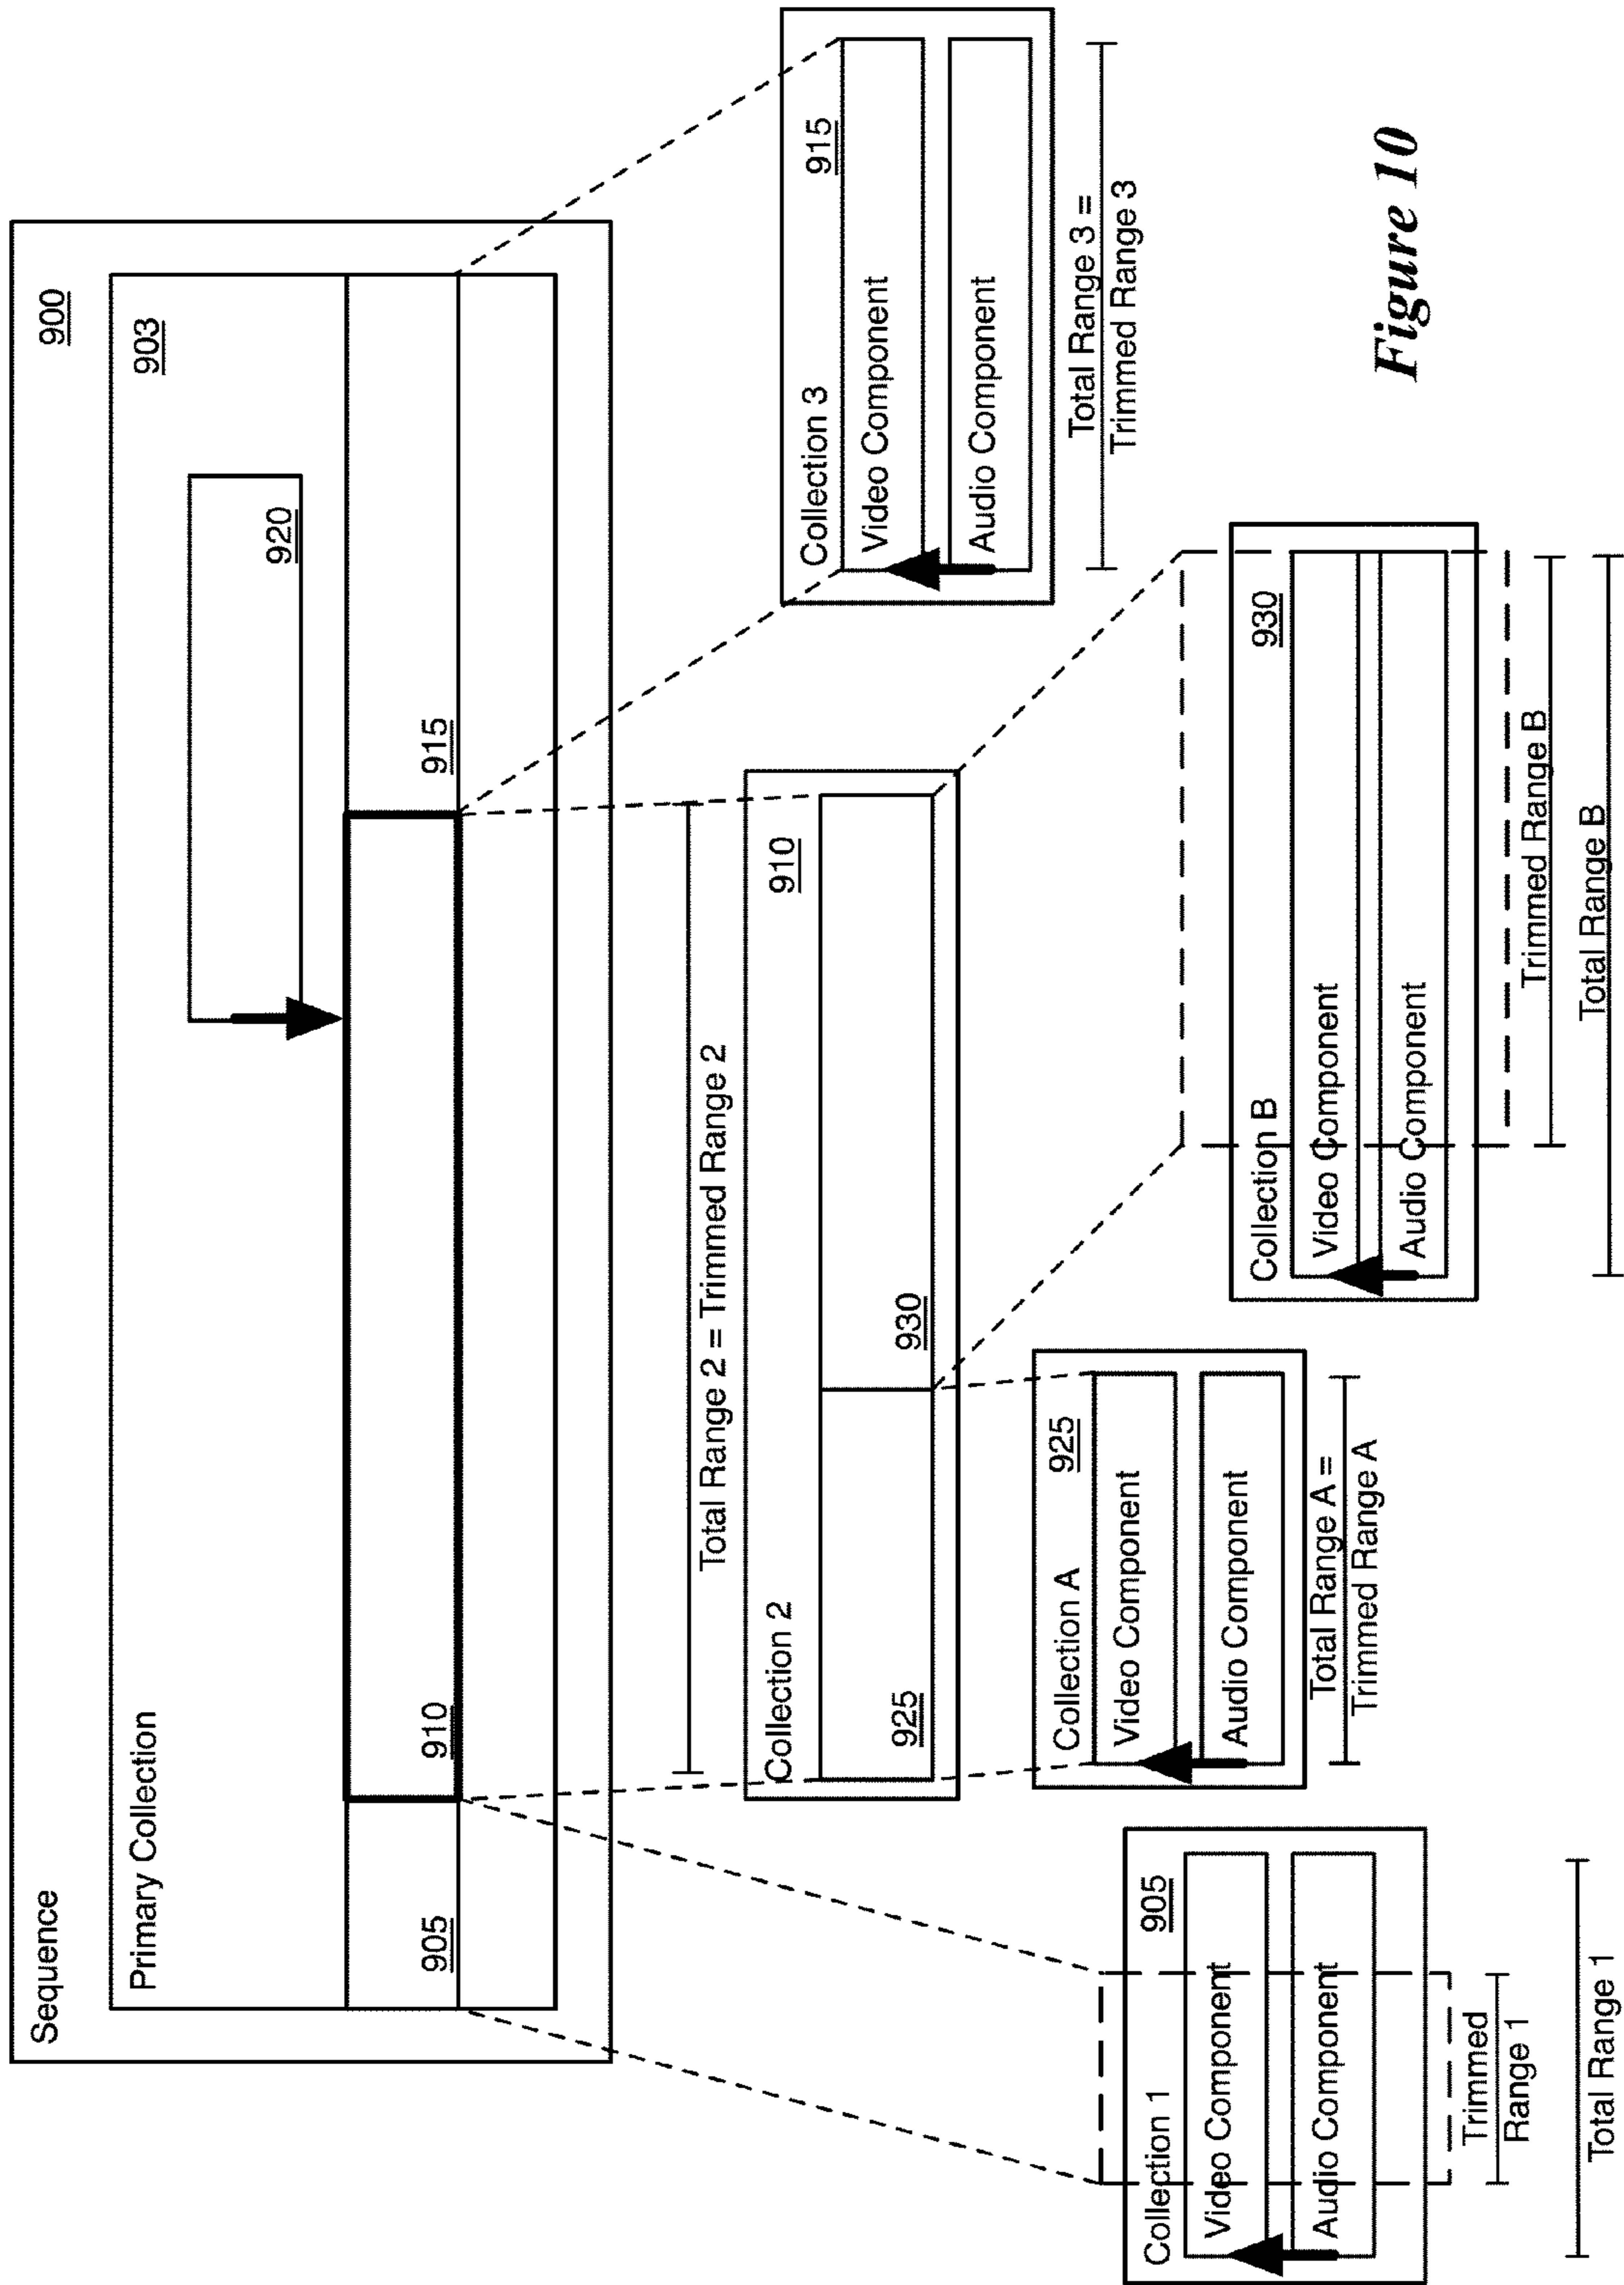 Sequence
900
Primary Collection
903
920
905
910
915
Total Range 2 = Trimmed Range 2
Collection 2
910
925
930
Collection 3
915
Video Component
Audio Component
Total Range 3 =
Trimmed Range 3
Collection A
925
Video Component
Audio Component
Total Range A =
Trimmed Range A
Collection 1
905
Video Component
Audio Component
Trimmed
Range 1
Total Range 1
Collection B
930
Video Component
Audio Component
Trimmed Range B
Total Range B
Figure 10